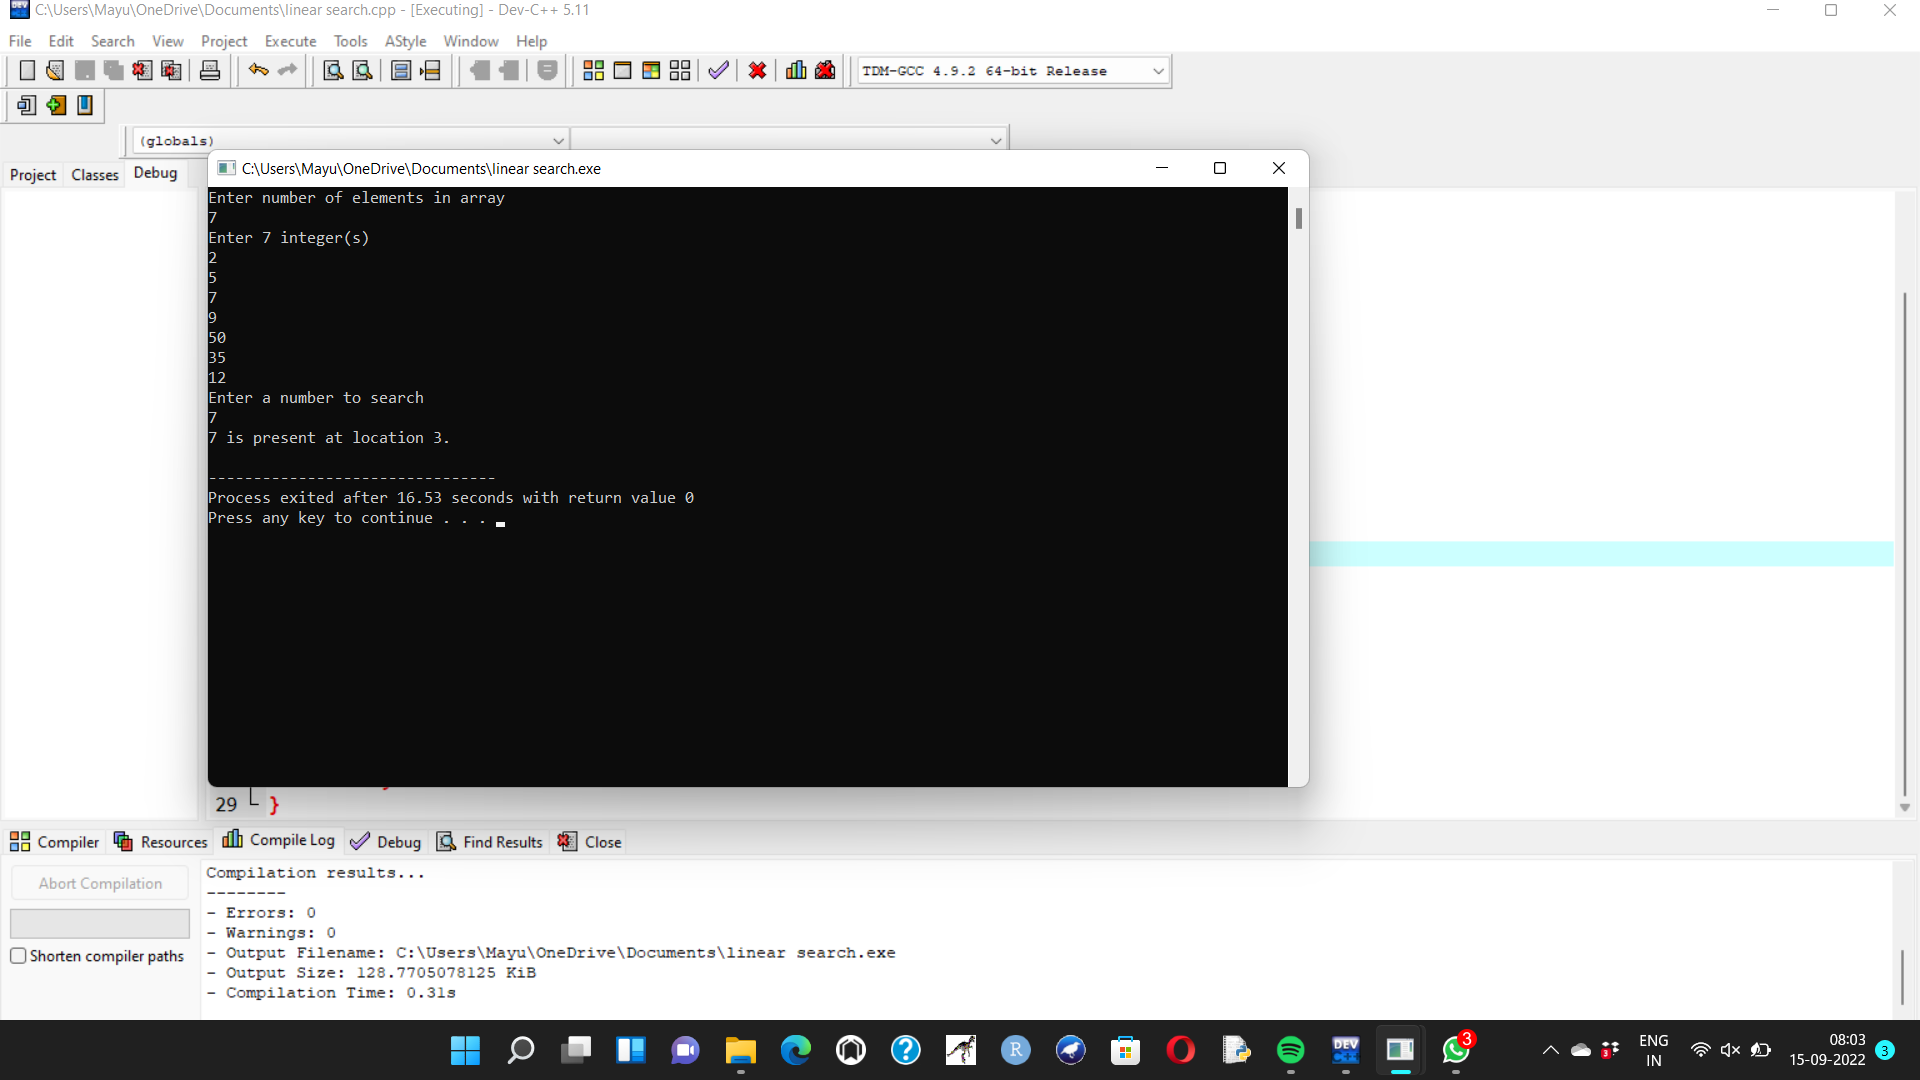 C:\Users\Mayu\OneDrive\Documents\linear search.cpp - [Executing] - Dev-C++ 5.11
File Edit Search View Project Execute Tools AStyle Window Help
TDM-GCC 4.9.2 64-bit Release
(globals)
Project Classes Debug
C:\Users\Mayu\OneDrive\Documents\linear search.exe
Enter number of elements in array
7
Enter 7 integer(s)
2
5
7
9
50
35
12
Enter a number to search
7
7 is present at location 3.
--------------------------------
Process exited after 16.53 seconds with return value 0
Press any key to continue . . .
29 }
Compiler Resources Compile Log Debug Find Results Close
Abort Compilation
Shorten compiler paths
Compilation results...
--------
- Errors: 0
- Warnings: 0
- Output Filename: C:\Users\Mayu\OneDrive\Documents\linear search.exe
- Output Size: 128.7705078125 KiB
- Compilation Time: 0.31s
R
DEV C++
3
3
ENG
IN
08:03
15-09-2022
3